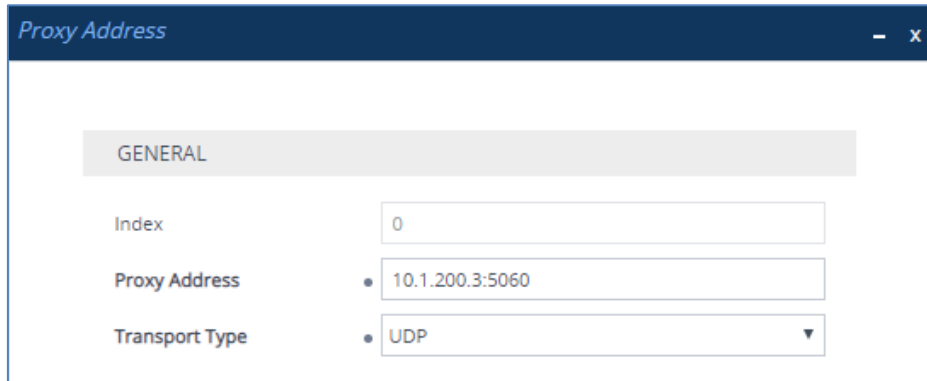 Proxy Address
– x
GENERAL
Index 0
Proxy Address 10.1.200.3:5060
Transport Type UDP